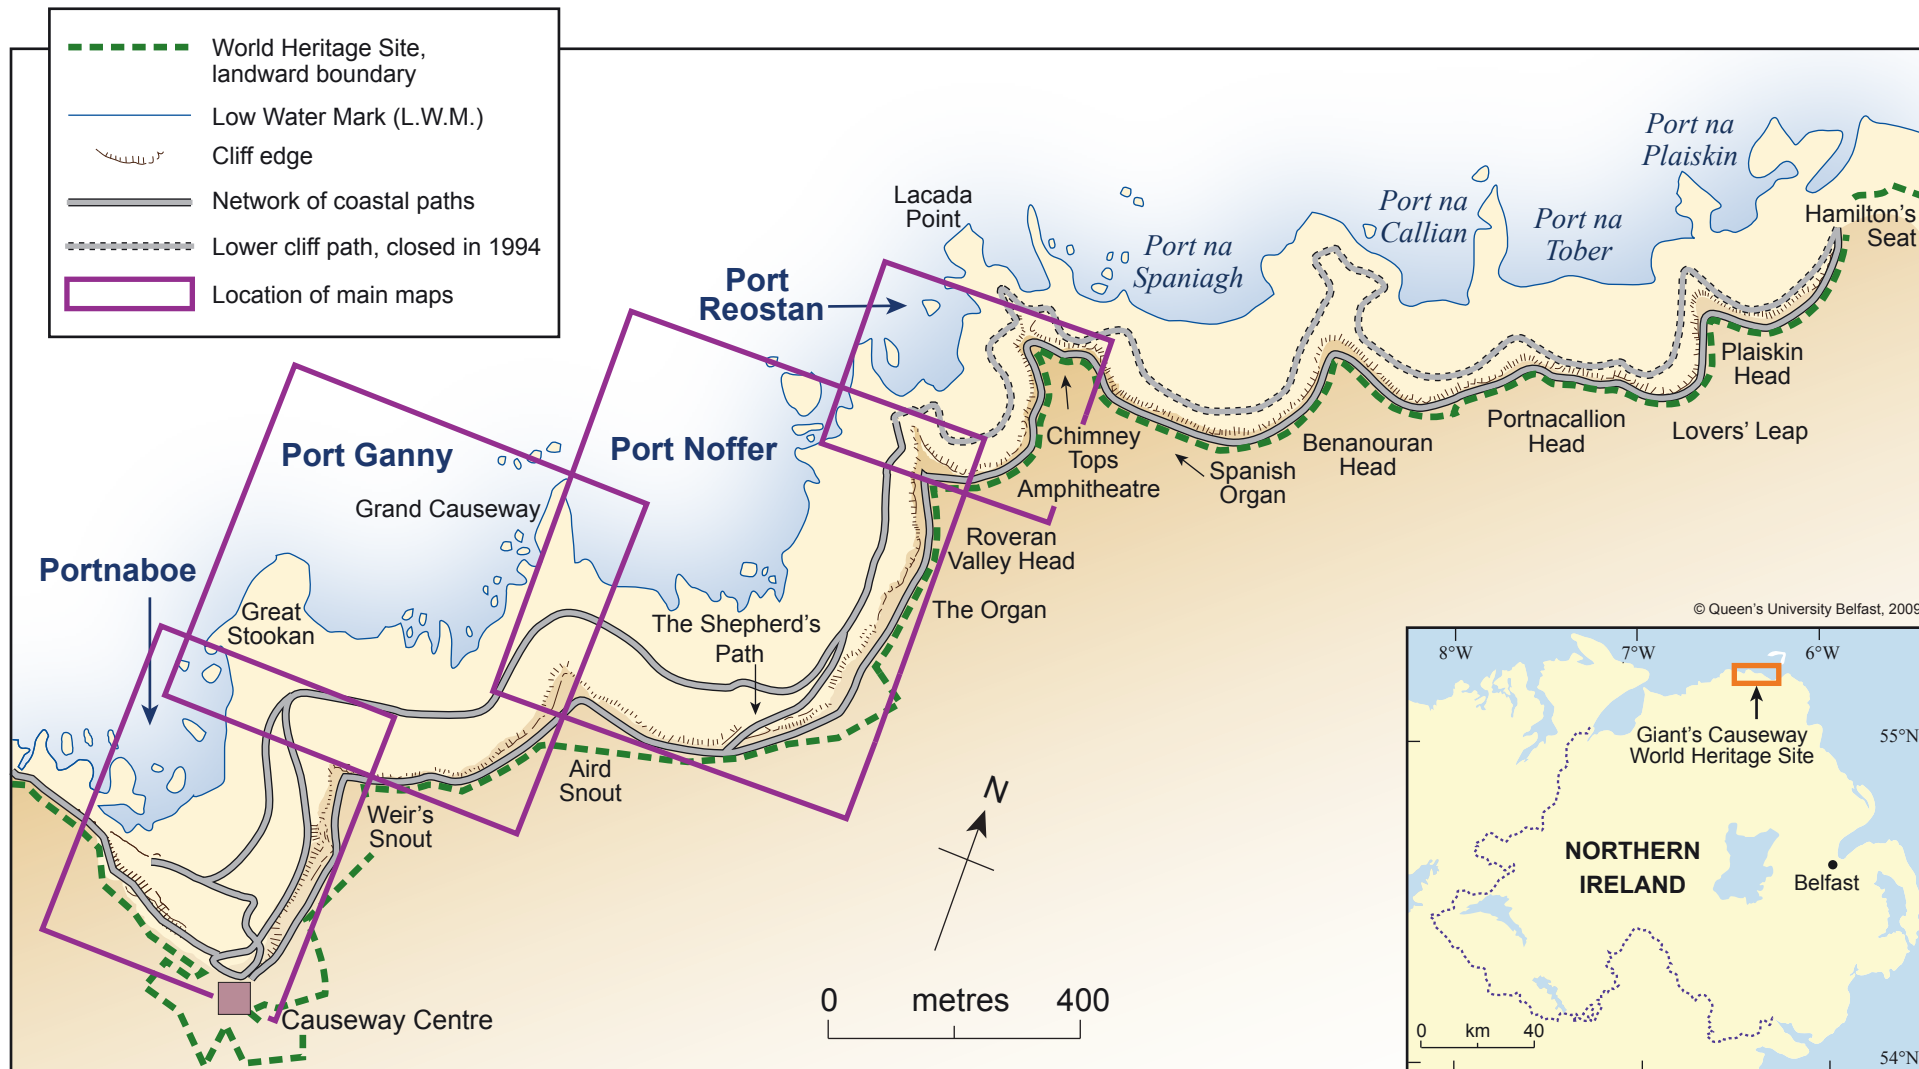 World Heritage Site,
landward boundary
Low Water Mark (L.W.M.)
Cliff edge
Network of coastal paths
Lower cliff path, closed in 1994
Location of main maps
Port na
Plaiskin
Lacada
Point
Port na
Callian
Port na
Tober
Hamilton's
Seat
Port na
Spaniagh
Port
Reostan
Plaiskin
Head
Port Ganny
Port Noffer
Chimney
Tops
Amphitheatre
Spanish
Organ
Benanouran
Head
Portnacallion
Head
Lovers' Leap
Grand Causeway
Roveran
Valley Head
Portnaboe
Great
Stookan
The Shepherd's
Path
The Organ
Aird
Snout
Weir's
Snout
N
0 metres 400
Causeway Centre
© Queen's University Belfast, 2009
8°W
7°W
6°W
55°N
Giant's Causeway
World Heritage Site
NORTHERN
IRELAND
Belfast
0 km 40
54°N